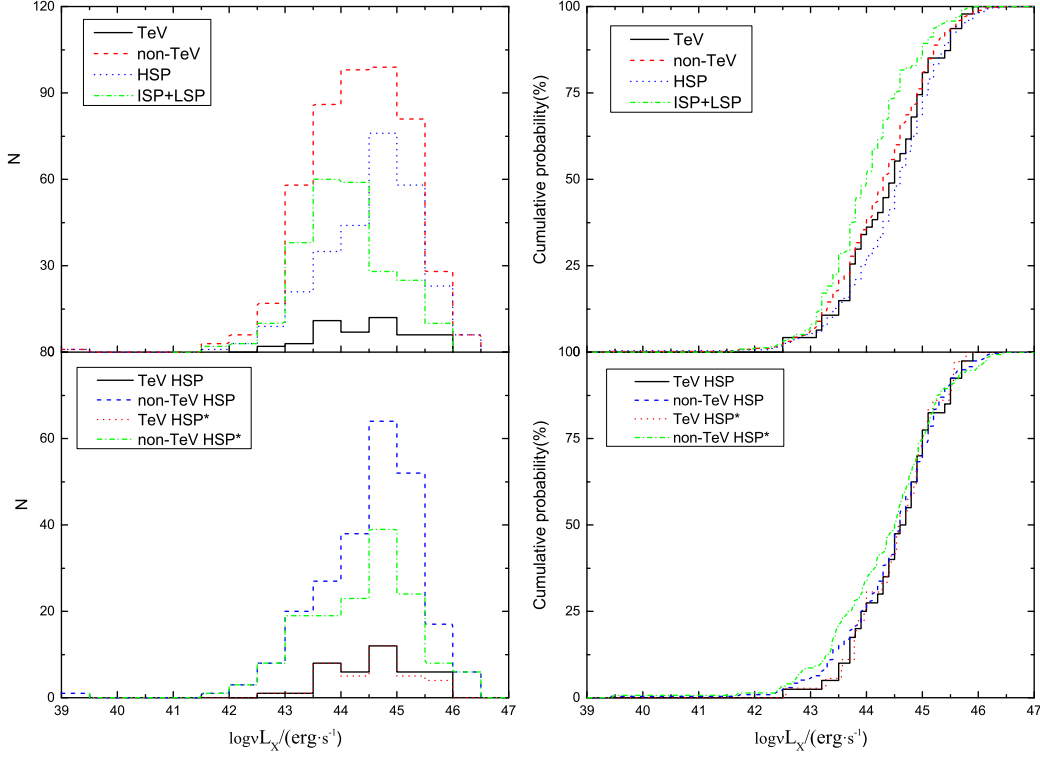 120
90
60
30
80
N
TeV
non-TeV
HSP
ISP+LSP
100
75
50
25
100
Cumulative probability(%)
TeV
non-TeV
HSP
ISP+LSP
60
40
20
0
N
TeV HSP
non-TeV HSP
TeV HSP*
non-TeV HSP*
39 40 41 42 43 44 45 46 47
logνL_X/(erg·s⁻¹)
75
50
25
0
Cumulative probability(%)
TeV HSP
non-TeV HSP
TeV HSP*
non-TeV HSP*
39 40 41 42 43 44 45 46 47
logνL_X/(erg·s⁻¹)